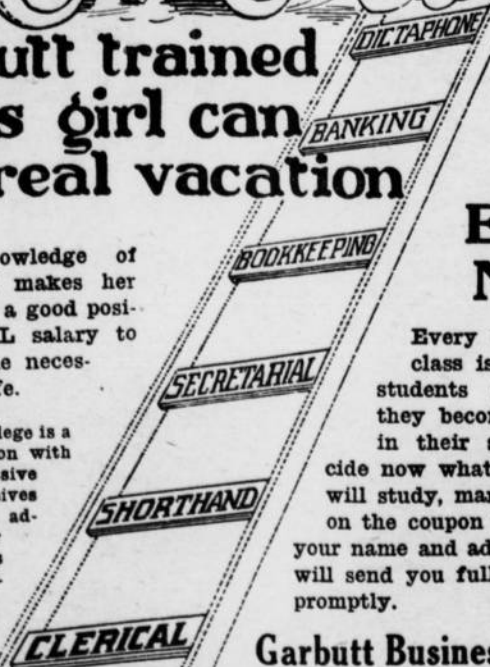 utt trained
s girl can
real vacation
DICTAPHONE
BANKING
BOOKKEEPING
SECRETARIAL
SHORTHAND
CLERICAL
owledge of
makes her
a good posi-
L salary to
e neces-
fe.
lege is a
on with
sive
ives
ad-
E
N
Every
class is
students
they becom
in their s
cide now what
will study, mar
on the coupon
your name and ad
will send you full
promptly.
Garbutt Busines